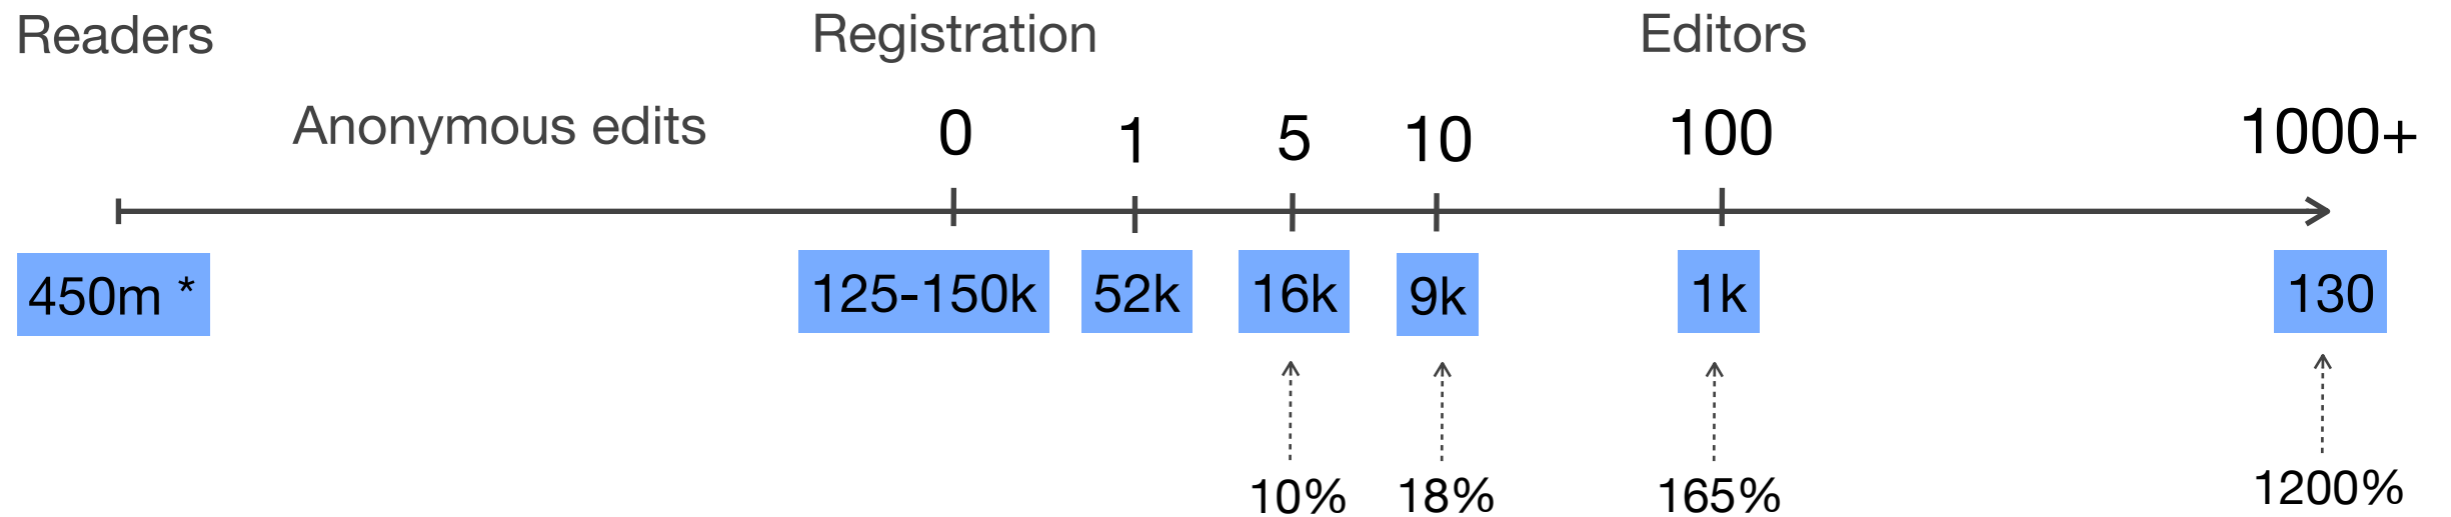 Readers Registration Editors
Anonymous edits 0 1 5 10 100 1000+
450m * 125-150k 52k 16k 9k 1k 130
10% 18% 165% 1200%